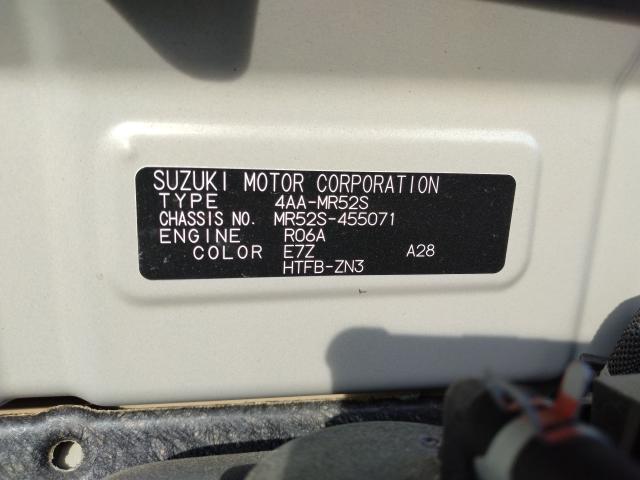 SUZUKI MOTOR CORPORATION
TYPE 4AA-MR52S
CHASSIS NO. MR52S-455071
ENGINE R06A
COLOR E7Z A28
HTFB-ZN3